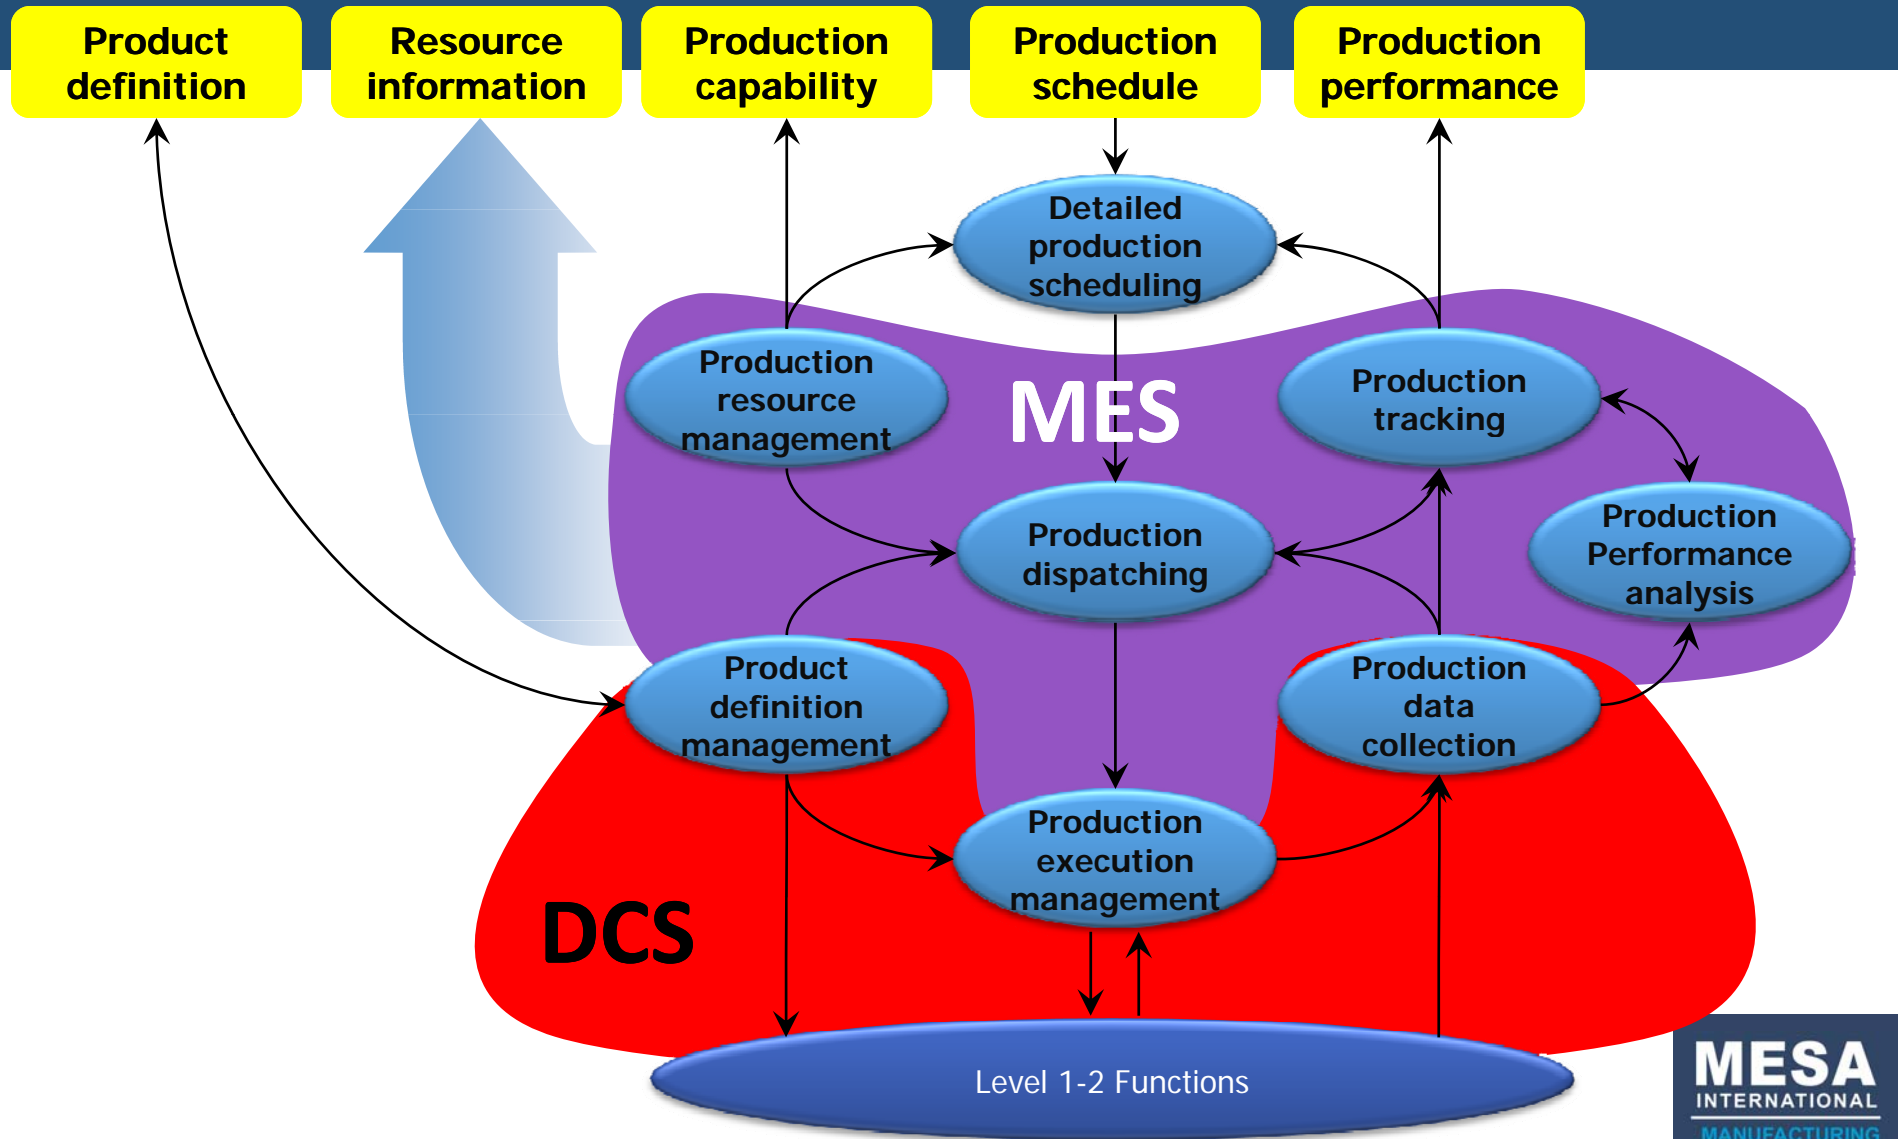 Product
definition
Resource
information
Production
capability
Production
schedule
Production
performance
Detailed
production
scheduling
Production
resource
management
MES
Production
tracking
Production
dispatching
Production
Performance
analysis
Product
definition
management
Production
data
collection
Production
execution
management
DCS
Level 1-2 Functions
MESA
INTERNATIONAL
MANUFACTURING